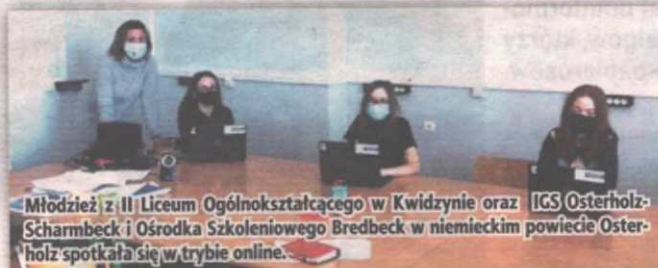 Młodzież z II Liceum Ogólnokształcącego w Kwidzynie oraz IGS Osterholz-
Scharmbeck i Ośrodka Szkoleniowego Bredbeck w niemieckim powiecie Oster-
holz spotkała się w trybie online.